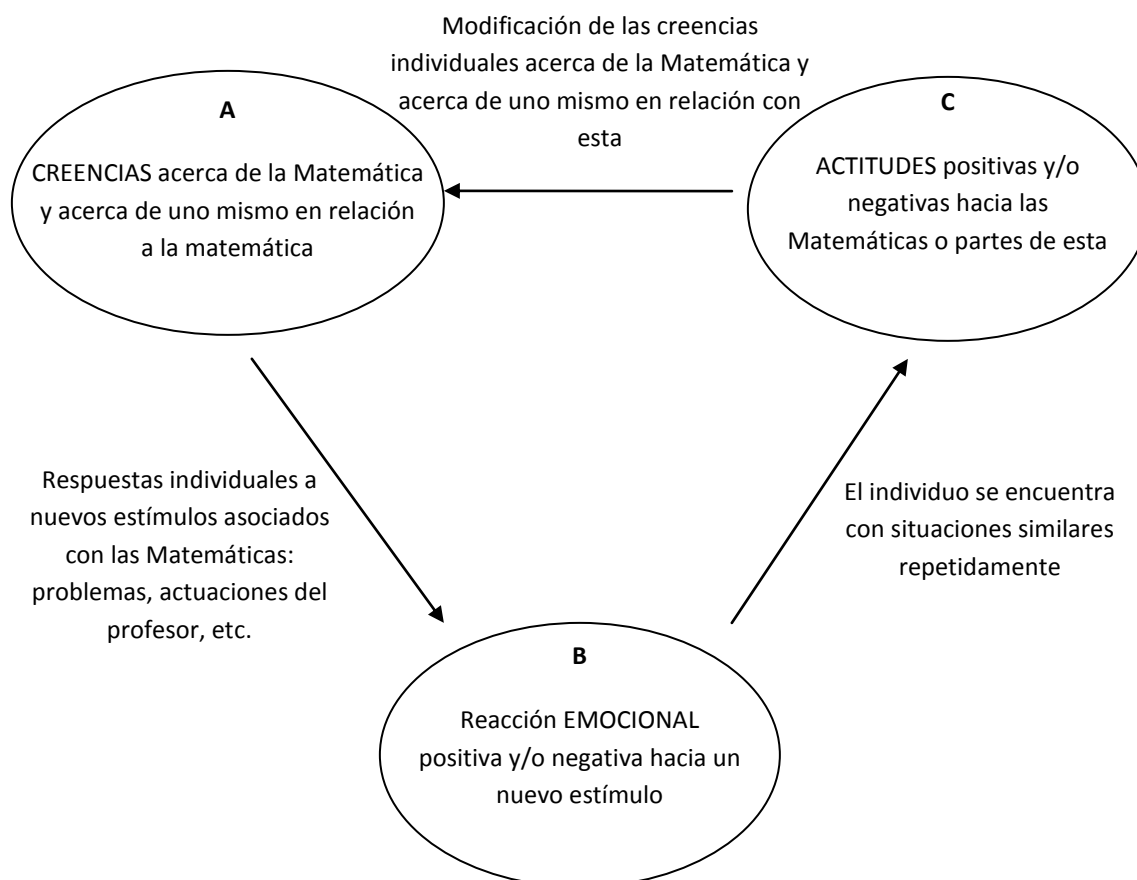 Modificación de las creencias
individuales acerca de la Matemática y
acerca de uno mismo en relación con
esta
A
CREENCIAS acerca de la Matemática
y acerca de uno mismo en relación
a la matemática
C
ACTITUDES positivas y/o
negativas hacia las
Matemáticas o partes de esta
Respuestas individuales a
nuevos estímulos asociados
con las Matemáticas:
problemas, actuaciones del
profesor, etc.
El individuo se encuentra
con situaciones similares
repetidamente
B
Reacción EMOCIONAL
positiva y/o negativa hacia un
nuevo estímulo